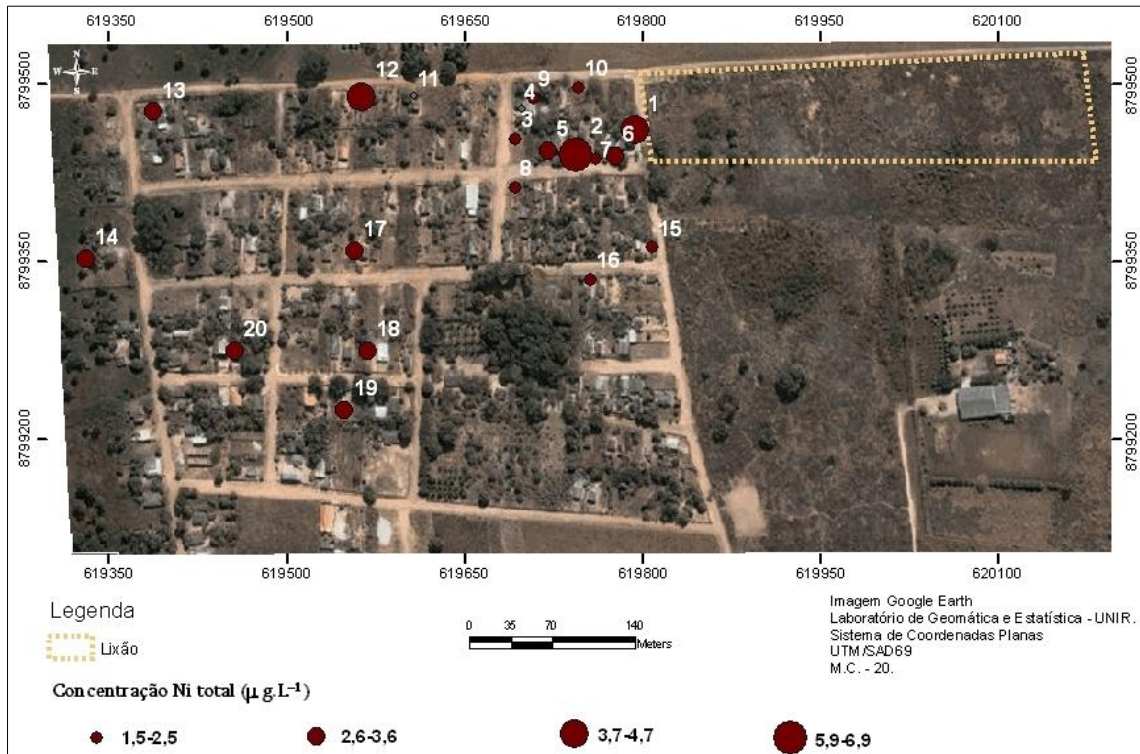 619350 619500 619650 619800 619950 620100
8799500 8799500
8799350 8799350
8799200 8799200
N
W E
S
13
12
11
9
10
4
3
1
5
2
6
7
8
14
17
15
16
20
18
19
619350 619500 619650 619800 619950 620100
Legenda
Lixão
0 35 70 140
Meters
Imagem Google Earth
Laboratório de Geomática e Estatística - UNIR.
Sistema de Coordenadas Planas
UTM/SAD69
M.C. - 20.
Concentração Ni total (μ g.L⁻¹)
1,5-2,5 2,6-3,6 3,7-4,7 5,9-6,9